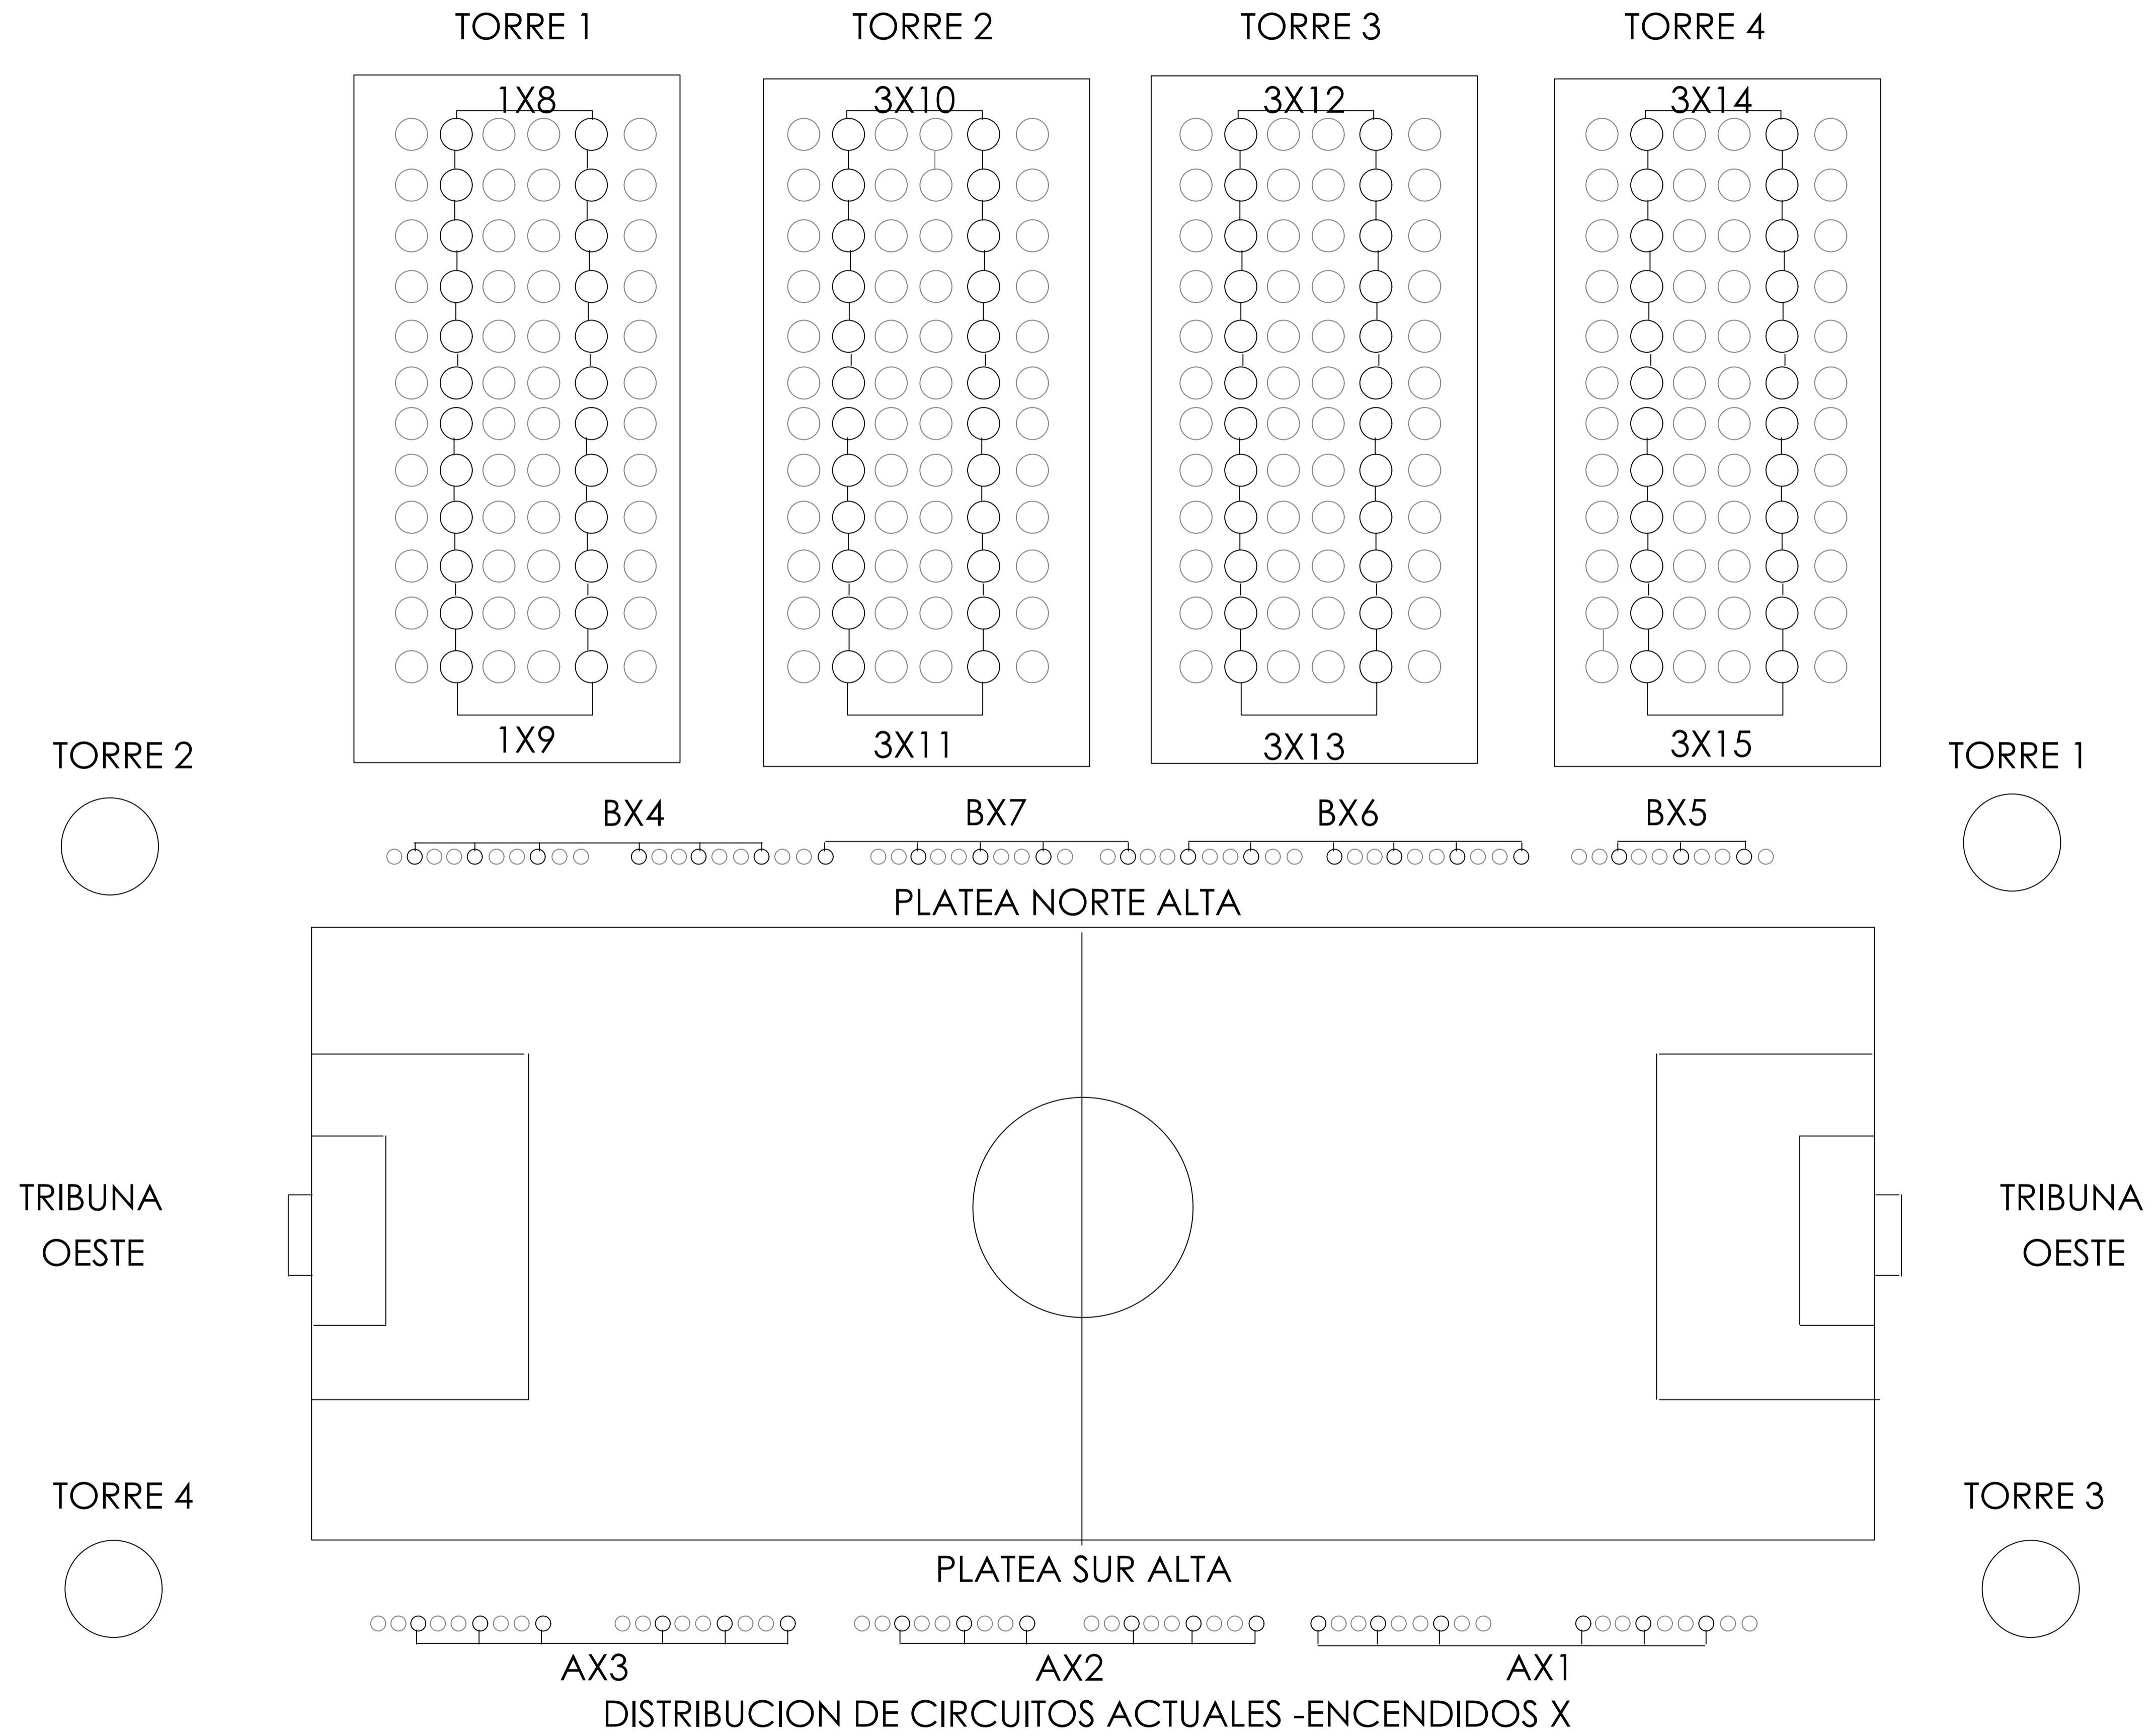 TORRE 1
TORRE 2
TORRE 3
TORRE 4
1X8
3X10
3X12
3X14
1X9
3X11
3X13
3X15
TORRE 2
TORRE 1
BX4
BX7
BX6
BX5
PLATEA NORTE ALTA
TRIBUNA
OESTE
TRIBUNA
OESTE
TORRE 4
TORRE 3
PLATEA SUR ALTA
AX3
AX2
AX1
DISTRIBUCION DE CIRCUITOS ACTUALES -ENCENDIDOS X